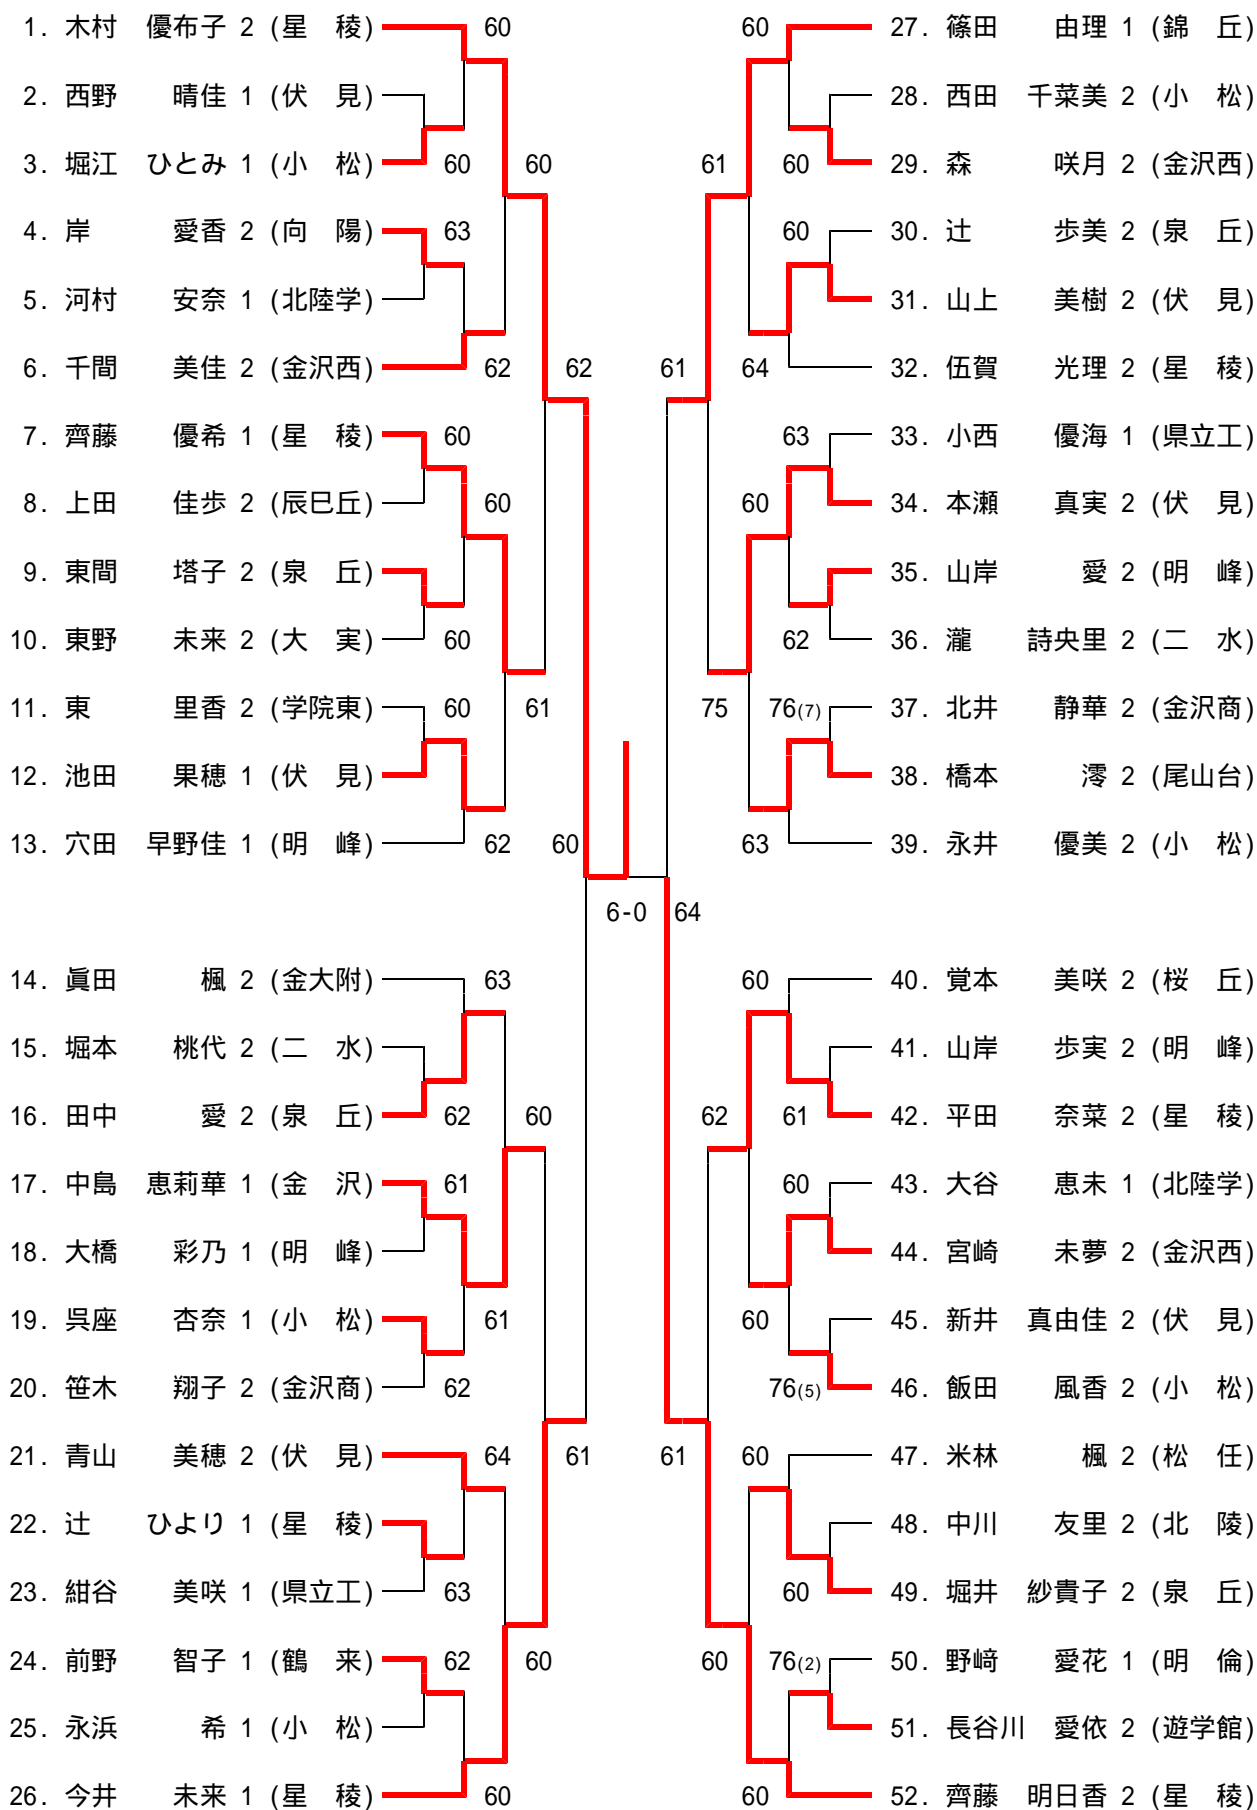 1. 木村 優布子 2 (星 稜) 60 60 27. 篠田 由理 1 (錦 丘)
2. 西野 晴佳 1 (伏 見) 28. 西田 千菜美 2 (小 松)
3. 堀江 ひとみ 1 (小 松) 60 60 61 60 29. 森 咲月 2 (金沢西)
4. 岸 愛香 2 (向 陽) 63 60 30. 辻 歩美 2 (泉 丘)
5. 河村 安奈 1 (北陸学) 31. 山上 美樹 2 (伏 見)
6. 千間 美佳 2 (金沢西) 62 62 61 64 32. 伍賀 光理 2 (星 稜)
7. 齊藤 優希 1 (星 稜) 60 63 33. 小西 優海 1 (県立工)
8. 上田 佳歩 2 (辰巳丘) 60 60 34. 本瀬 真実 2 (伏 見)
9. 東間 塔子 2 (泉 丘) 35. 山岸 愛 2 (明 峰)
10. 東野 未来 2 (大 実) 60 62 36. 瀧 詩央里 2 (二 水)
11. 東 里香 2 (学院東) 60 61 75 76(7) 37. 北井 静華 2 (金沢商)
12. 池田 果穂 1 (伏 見) 38. 橋本 澪 2 (尾山台)
13. 穴田 早野佳 1 (明 峰) 62 60 63 39. 永井 優美 2 (小 松)
6-0 64
14. 眞田 楓 2 (金大附) 63 60 40. 覚本 美咲 2 (桜 丘)
15. 堀本 桃代 2 (二 水) 41. 山岸 歩実 2 (明 峰)
16. 田中 愛 2 (泉 丘) 62 60 62 61 42. 平田 奈菜 2 (星 稜)
17. 中島 恵莉華 1 (金 沢) 61 60 43. 大谷 恵未 1 (北陸学)
18. 大橋 彩乃 1 (明 峰) 44. 宮崎 未夢 2 (金沢西)
19. 呉座 杏奈 1 (小 松) 61 60 45. 新井 真由佳 2 (伏 見)
20. 笹木 翔子 2 (金沢商) 62 76(5) 46. 飯田 風香 2 (小 松)
21. 青山 美穂 2 (伏 見) 64 61 61 60 47. 米林 楓 2 (松 任)
22. 辻 ひより 1 (星 稜) 48. 中川 友里 2 (北 陵)
23. 紺谷 美咲 1 (県立工) 63 60 49. 堀井 紗貴子 2 (泉 丘)
24. 前野 智子 1 (鶴 来) 62 60 60 76(2) 50. 野﨑 愛花 1 (明 倫)
25. 永浜 希 1 (小 松) 51. 長谷川 愛依 2 (遊学館)
26. 今井 未来 1 (星 稜) 60 60 52. 齊藤 明日香 2 (星 稜)